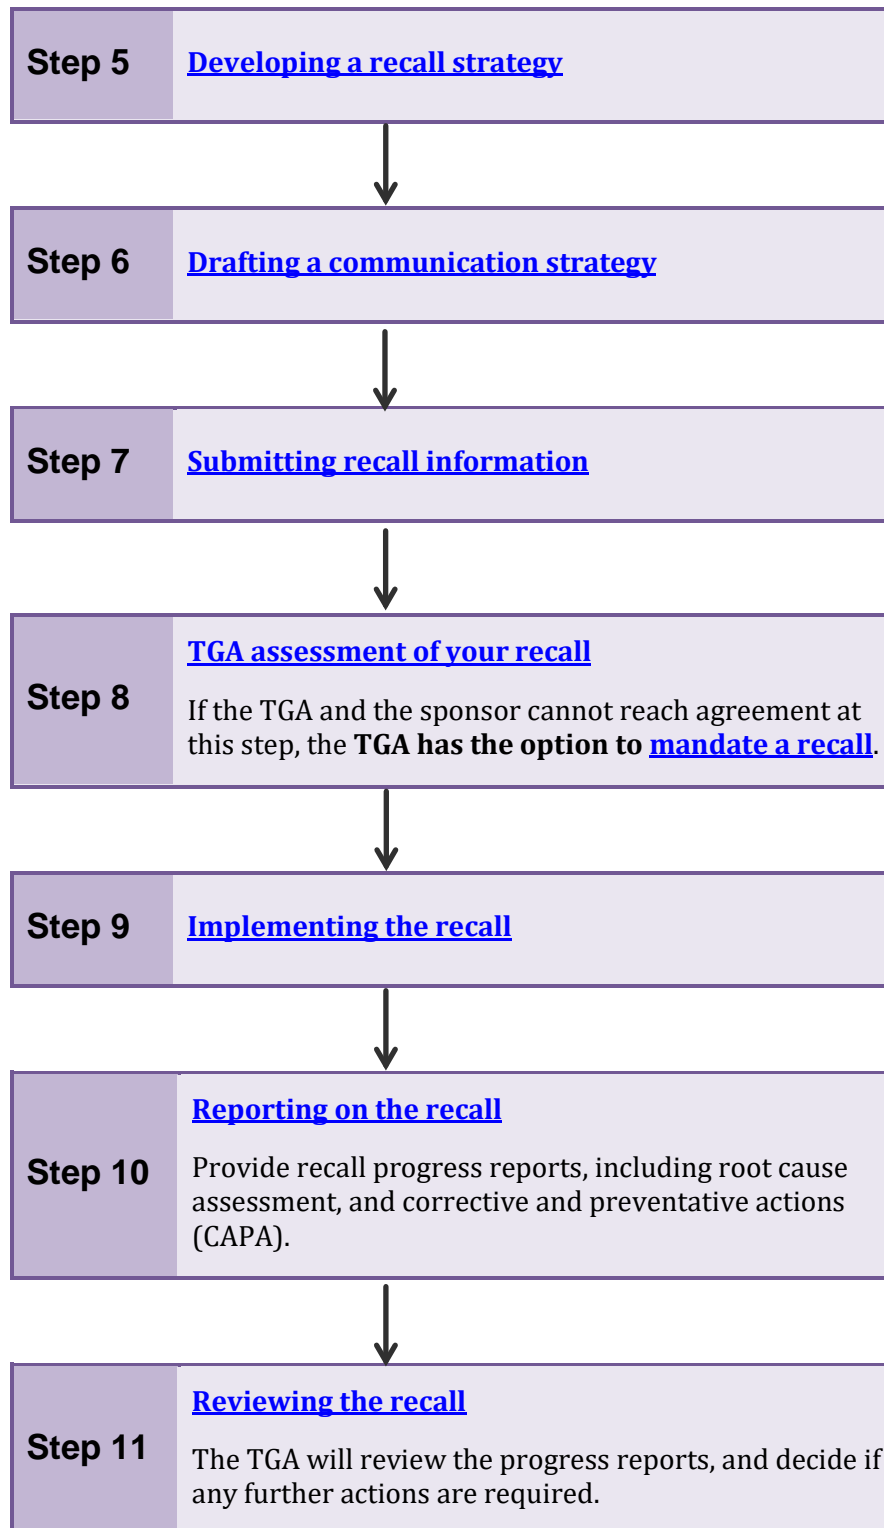 Step 5
Developing a recall strategy
Step 6
Drafting a communication strategy
Step 7
Submitting recall information
Step 8
TGA assessment of your recall
If the TGA and the sponsor cannot reach agreement at
this step, the TGA has the option to mandate a recall.
Step 9
Implementing the recall
Step 10
Reporting on the recall
Provide recall progress reports, including root cause
assessment, and corrective and preventative actions
(CAPA).
Step 11
Reviewing the recall
The TGA will review the progress reports, and decide if
any further actions are required.